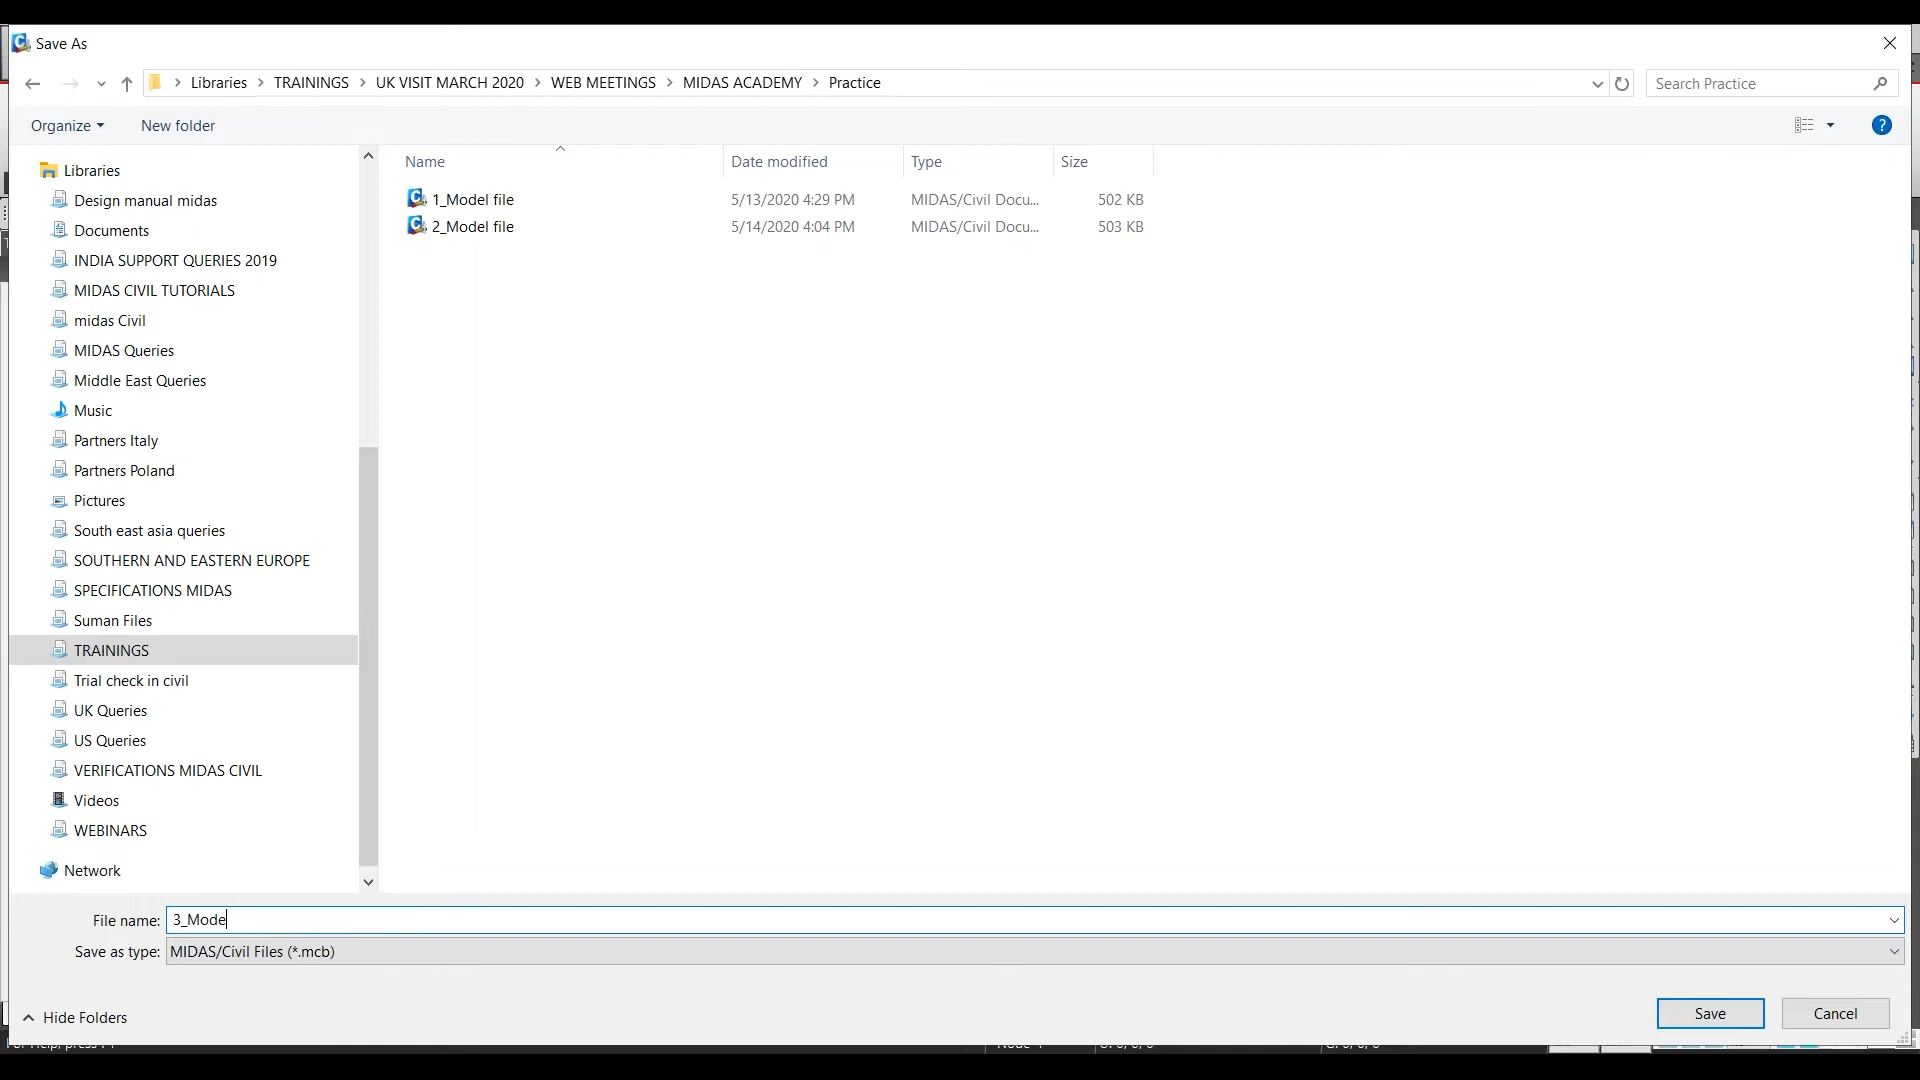 Save As
Libraries > TRAININGS > UK VISIT MARCH 2020 > WEB MEETINGS > MIDAS ACADEMY > Practice
Search Practice
Organize
New folder
?
Name Date modified Type Size
1_Model file 5/13/2020 4:29 PM MIDAS/Civil Docu... 502 KB
2_Model file 5/14/2020 4:04 PM MIDAS/Civil Docu... 503 KB
Libraries
Design manual midas
Documents
INDIA SUPPORT QUERIES 2019
MIDAS CIVIL TUTORIALS
midas Civil
MIDAS Queries
Middle East Queries
Music
Partners Italy
Partners Poland
Pictures
South east asia queries
SOUTHERN AND EASTERN EUROPE
SPECIFICATIONS MIDAS
Suman Files
TRAININGS
Trial check in civil
UK Queries
US Queries
VERIFICATIONS MIDAS CIVIL
Videos
WEBINARS
Network
File name: 3_Mode
Save as type: MIDAS/Civil Files (*.mcb)
Hide Folders
Save
Cancel